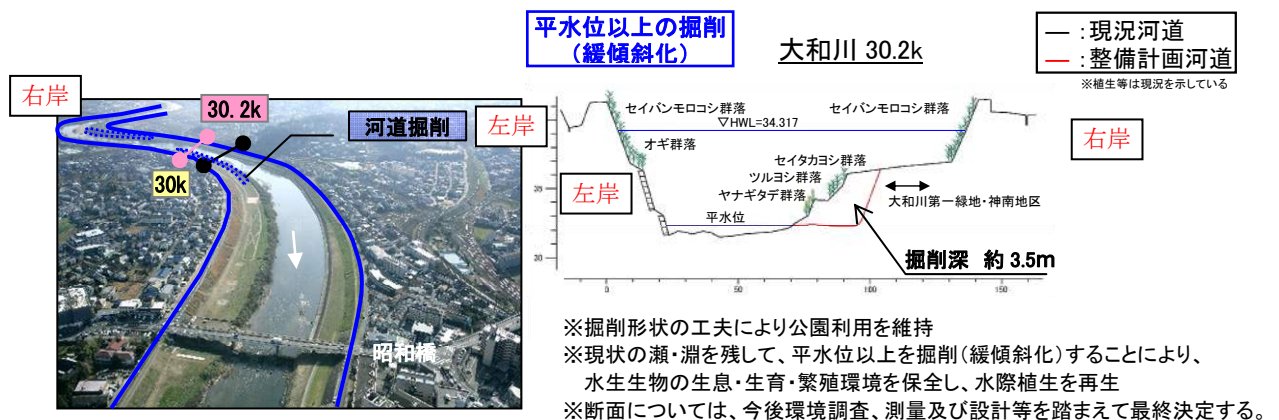 平水位以上の掘削
(緩傾斜化)
大和川 30.2k
― :現況河道
― :整備計画河道
※植生等は現況を示している
右岸
30.2k
河道掘削
左岸
30k
昭和橋
セイバンモロコシ群落
セイバンモロコシ群落
▽HWL=34.317
オギ群落
セイタカヨシ群落
ツルヨシ群落
ヤナギタデ群落
左岸
右岸
平水位
大和川第一緑地・神南地区
掘削深 約 3.5m
35
30
0
50
100
150
※掘削形状の工夫により公園利用を維持
※現状の瀬・淵を残して、平水位以上を掘削(緩傾斜化)することにより、
水生生物の生息・生育・繁殖環境を保全し、水際植生を再生
※断面については、今後環境調査、測量及び設計等を踏まえて最終決定する。